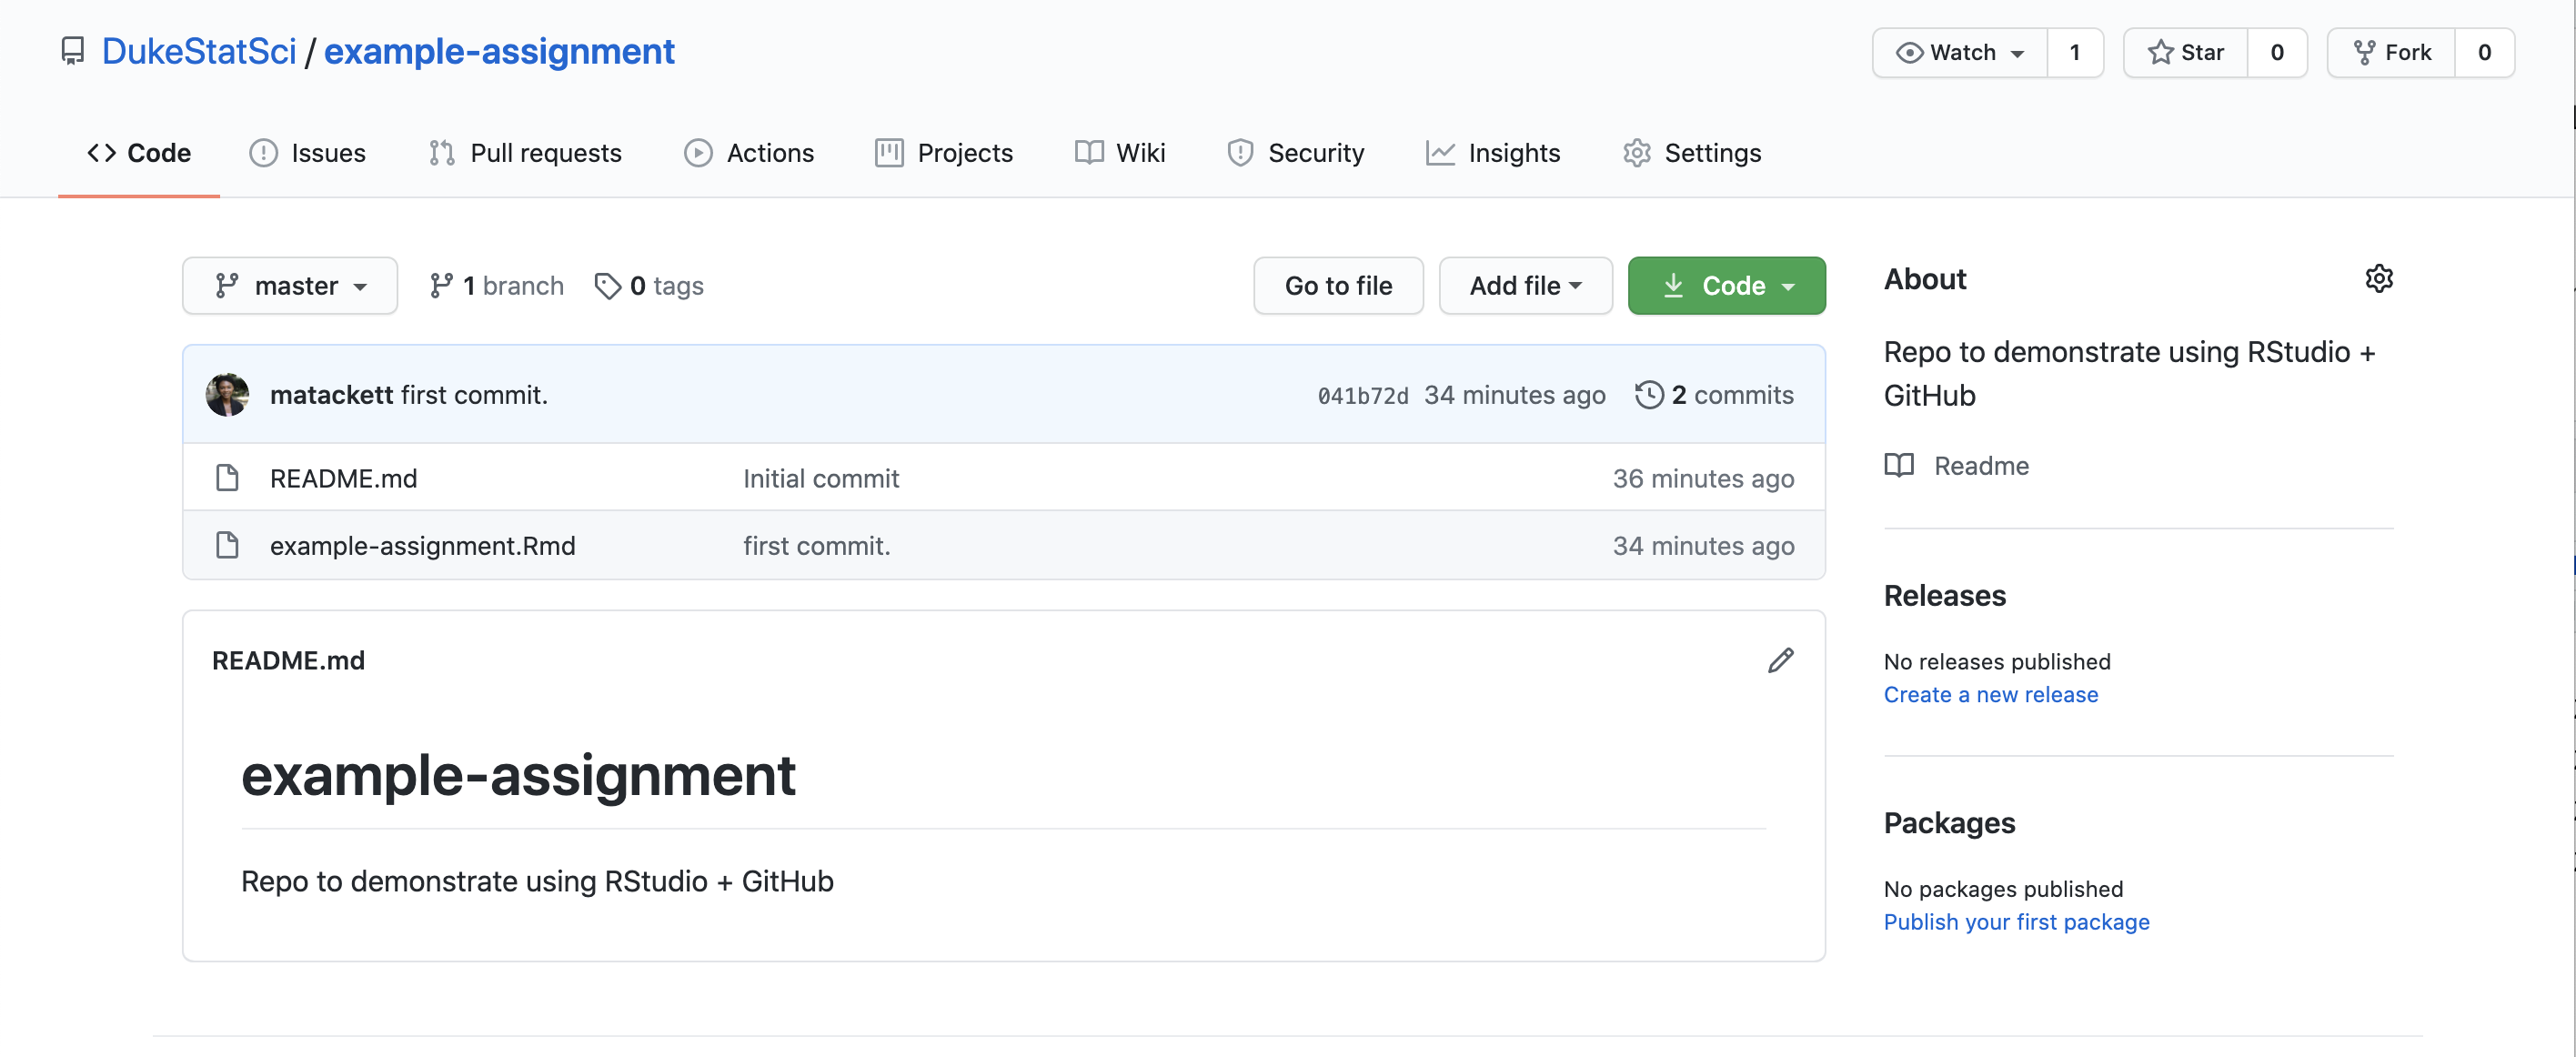 DukeStatSci / example-assignment
Watch 1 Star 0 Fork 0
Code Issues Pull requests Actions Projects Wiki Security Insights Settings
master 1 branch 0 tags Go to file Add file Code
matackett first commit. 041b72d 34 minutes ago 2 commits
README.md Initial commit 36 minutes ago
example-assignment.Rmd first commit. 34 minutes ago
README.md
example-assignment
Repo to demonstrate using RStudio + GitHub
About
Repo to demonstrate using RStudio +
GitHub
Readme
Releases
No releases published
Create a new release
Packages
No packages published
Publish your first package